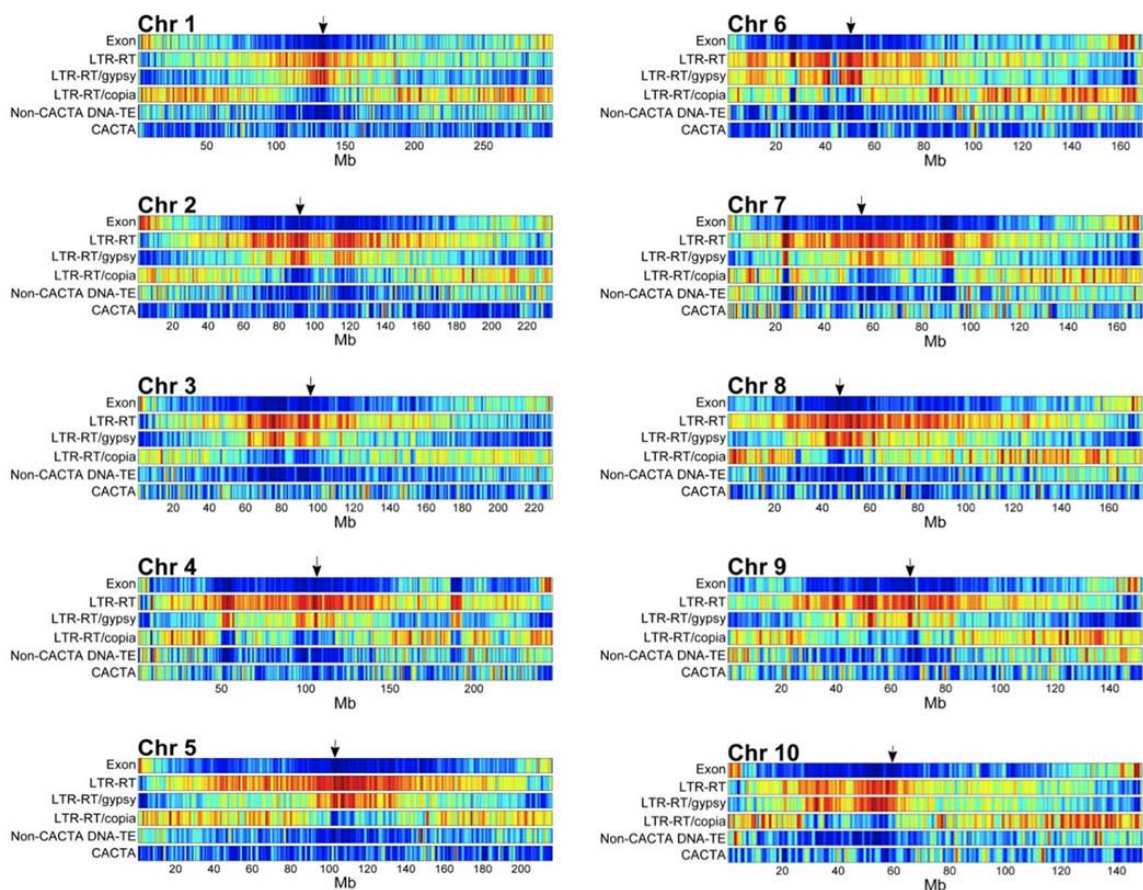 Chr 1
Exon
LTR-RT
LTR-RT/gypsy
LTR-RT/copia
Non-CACTA DNA-TE
CACTA
50 100 150 200 250
Mb
Chr 2
Exon
LTR-RT
LTR-RT/gypsy
LTR-RT/copia
Non-CACTA DNA-TE
CACTA
20 40 60 80 100 120 140 160 180 200 220
Mb
Chr 3
Exon
LTR-RT
LTR-RT/gypsy
LTR-RT/copia
Non-CACTA DNA-TE
CACTA
20 40 60 80 100 120 140 160 180 200 220
Mb
Chr 4
Exon
LTR-RT
LTR-RT/gypsy
LTR-RT/copia
Non-CACTA DNA-TE
CACTA
50 100 150 200
Mb
Chr 5
Exon
LTR-RT
LTR-RT/gypsy
LTR-RT/copia
Non-CACTA DNA-TE
CACTA
20 40 60 80 100 120 140 160 180 200
Mb
Chr 6
Exon
LTR-RT
LTR-RT/gypsy
LTR-RT/copia
Non-CACTA DNA-TE
CACTA
20 40 60 80 100 120 140 160
Mb
Chr 7
Exon
LTR-RT
LTR-RT/gypsy
LTR-RT/copia
Non-CACTA DNA-TE
CACTA
20 40 60 80 100 120 140 160
Mb
Chr 8
Exon
LTR-RT
LTR-RT/gypsy
LTR-RT/copia
Non-CACTA DNA-TE
CACTA
20 40 60 80 100 120 140 160
Mb
Chr 9
Exon
LTR-RT
LTR-RT/gypsy
LTR-RT/copia
Non-CACTA DNA-TE
CACTA
20 40 60 80 100 120 140
Mb
Chr 10
Exon
LTR-RT
LTR-RT/gypsy
LTR-RT/copia
Non-CACTA DNA-TE
CACTA
20 40 60 80 100 120 140
Mb